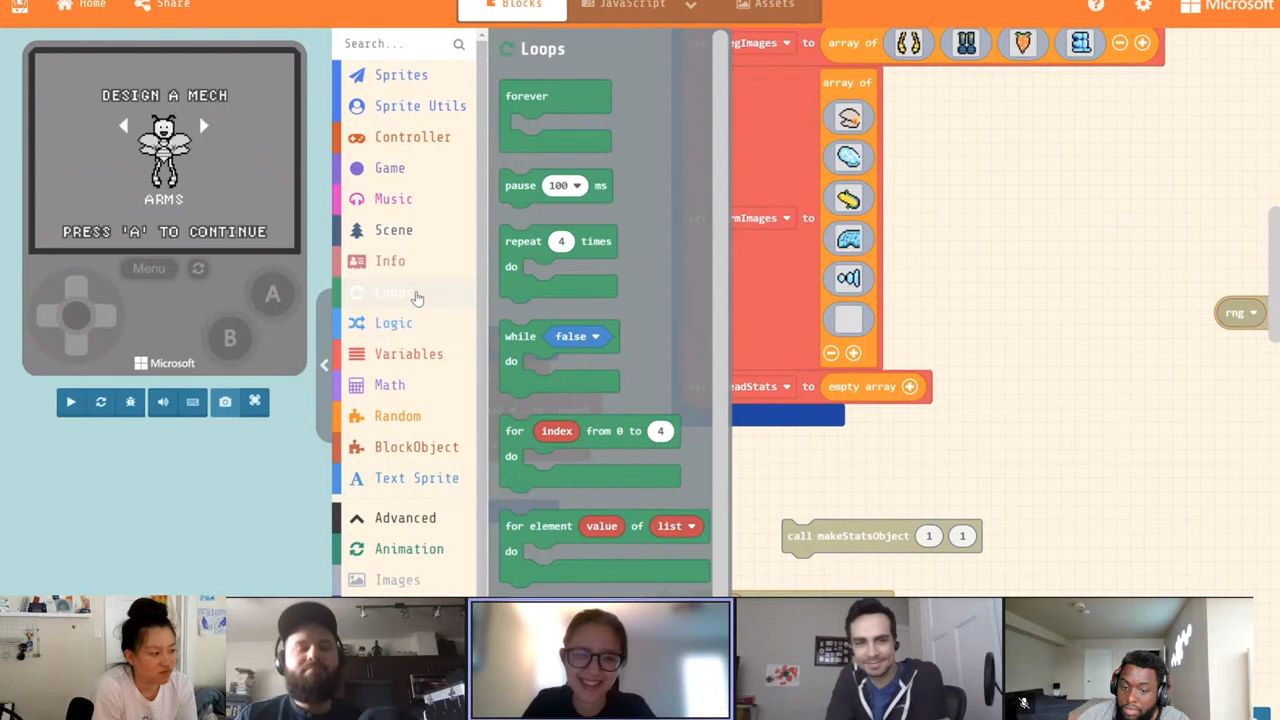 Home
Share
Blocks
JavaScript
Assets
Microsoft
DESIGN A MECH
ARMS
PRESS 'A' TO CONTINUE
Menu
A
B
Microsoft
Search...
Sprites
Sprite Utils
Controller
Game
Music
Scene
Info
Loops
Logic
Variables
Math
Random
BlockObject
Text Sprite
Advanced
Animation
Images
Loops
forever
pause 100 ms
repeat 4 times
do
while false
do
for index from 0 to 4
do
for element value of list
do
array of
array of
to
to
to empty array
rng
call makeStatsObject 1 1